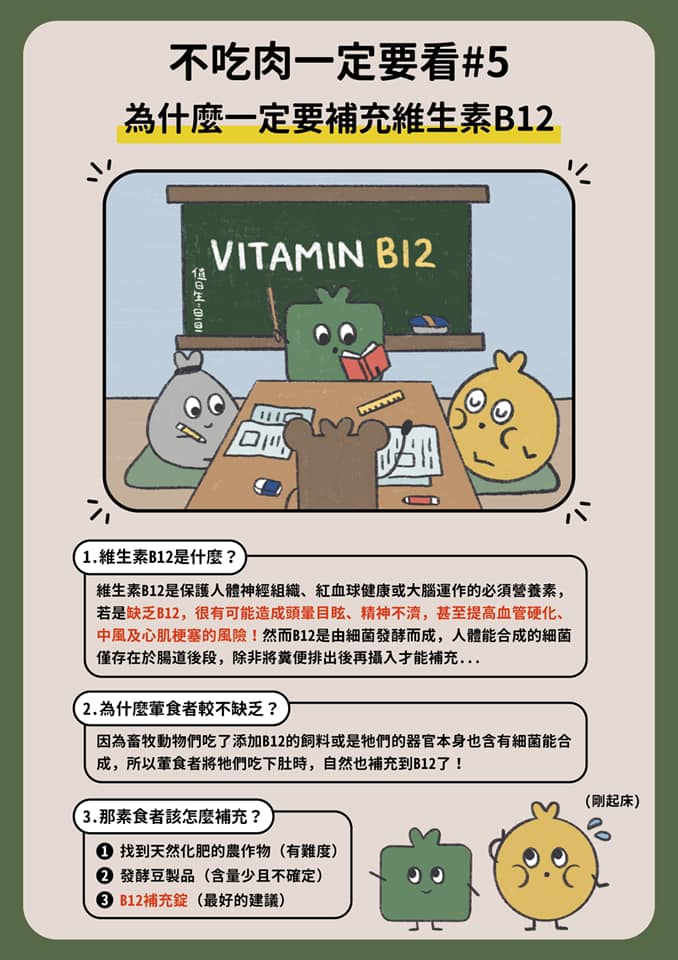 不吃肉一定要看#5
為什麼一定要補充維生素B12
VITAMIN B12
值日生:旦旦
1.維生素B12是什麼？
維生素B12是保護人體神經組織、紅血球健康或大腦運作的必須營養素，
若是缺乏B12，很有可能造成頭暈目眩、精神不濟，甚至提高血管硬化、
中風及心肌梗塞的風險！然而B12是由細菌發酵而成，人體能合成的細菌
僅存在於腸道後段，除非將糞便排出後再攝入才能補充...
2.為什麼葷食者較不缺乏？
因為畜牧動物們吃了添加B12的飼料或是牠們的器官本身也含有細菌能合
成，所以葷食者將牠們吃下肚時，自然也補充到B12了！
3.那素食者該怎麼補充？
(剛起床)
1 找到天然化肥的農作物（有難度）
2 發酵豆製品（含量少且不確定）
3 B12補充錠（最好的建議）